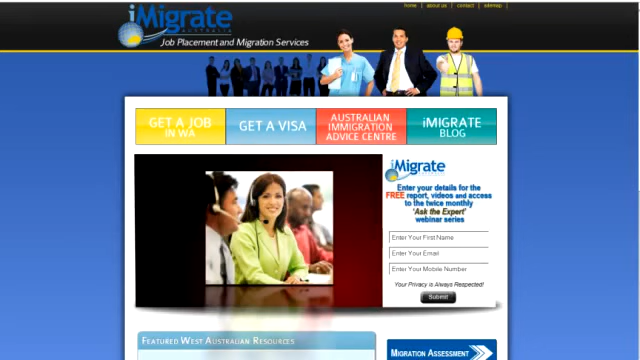 home | about us | contact | sitemap |
iMigrate
AUSTRALIA
Job Placement and Migration Services
GET A JOB
IN WA
GET A VISA
AUSTRALIAN
IMMIGRATION
ADVICE CENTRE
iMIGRATE
BLOG
iMigrate
Enter your details for the
FREE report, videos and access
to the twice monthly
'Ask the Expert'
webinar series
Enter Your First Name
Enter Your Email
Enter Your Mobile Number
Your Privacy is Always Respected!
Submit
FEATURED WEST AUSTRALIAN RESOURCES
MIGRATION ASSESSMENT